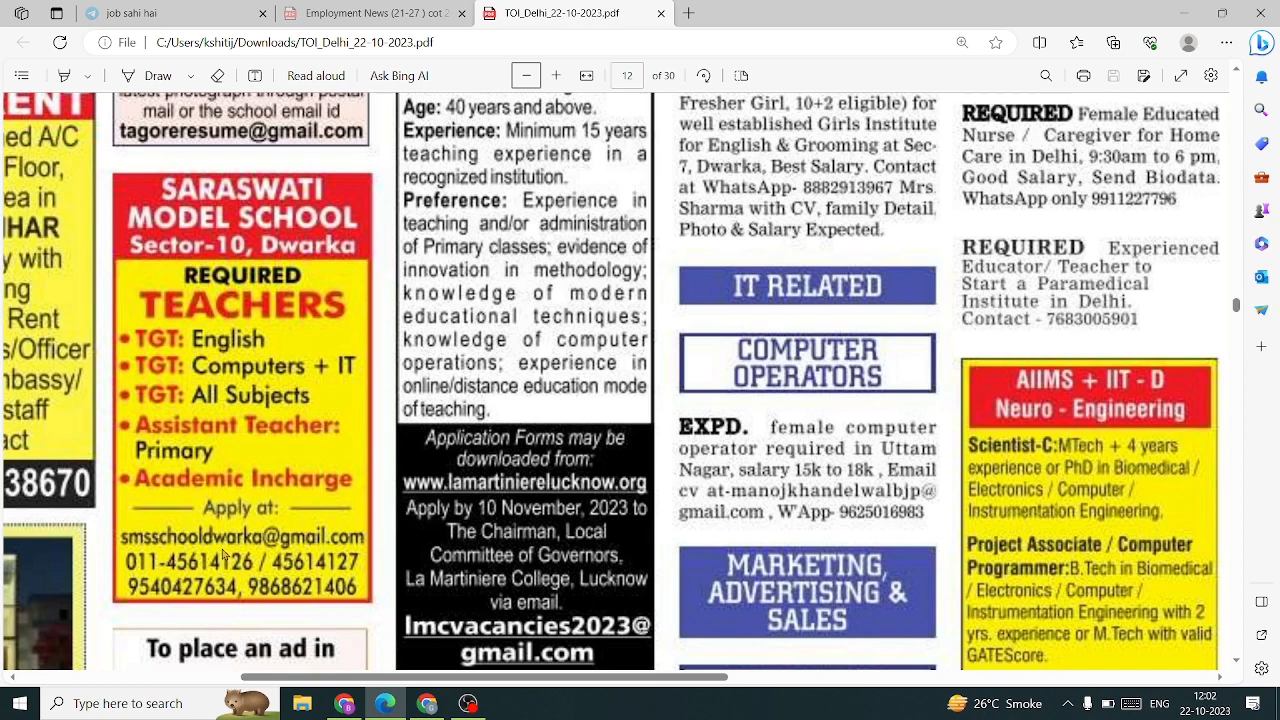 job sahi hai
Employment News (21-27 ) oct 2
TOI_Delhi_22-10-2023.pdf
File
C:/Users/kshitij/Downloads/TOI_Delhi_22-10-2023.pdf
Draw
Read aloud
Ask Bing AI
12
of 30
ENT
ed A/C
Floor,
ea in
HAR
y with
ng
Rent
s/Officer
nbassy/
staff
act
38670
latest photograph through postal
mail or the school email id
tagoreresume@gmail.com
SARASWATI
MODEL SCHOOL
Sector-10, Dwarka
REQUIRED
TEACHERS
• TGT: English
• TGT: Computers + IT
• TGT: All Subjects
• Assistant Teacher:
Primary
• Academic Incharge
Apply at:
smsschooldwarka@gmail.com
011-45614126 / 45614127
9540427634, 9868621406
To place an ad in
Age: 40 years and above.
Experience: Minimum 15 years
teaching experience in a
recognized institution.
Preference: Experience in
teaching and/or administration
of Primary classes; evidence of
innovation in methodology;
knowledge of modern
educational techniques;
knowledge of computer
operations; experience in
online/distance education mode
of teaching.
Application Forms may be
downloaded from:
www.lamartinierelucknow.org
Apply by 10 November, 2023 to
The Chairman, Local
Committee of Governors,
La Martiniere College, Lucknow
via email.
lmcvacancies2023@
gmail.com
Fresher Girl, 10+2 eligible) for
well established Girls Institute
for English & Grooming at Sec-
7, Dwarka, Best Salary. Contact
at WhatsApp- 8882913967 Mrs.
Sharma with CV, family Detail,
Photo & Salary Expected.
IT RELATED
COMPUTER
OPERATORS
EXPD. female computer
operator required in Uttam
Nagar, salary 15k to 18k , Email
cv at-manojkhandelwalbjp@
gmail.com , W'App- 9625016983
MARKETING,
ADVERTISING &
SALES
REQUIRED Female Educated
Nurse / Caregiver for Home
Care in Delhi, 9:30am to 6 pm,
Good Salary, Send Biodata.
WhatsApp only 9911227796
REQUIRED Experienced
Educator/ Teacher to
Start a Paramedical
Institute in Delhi.
Contact - 7683005901
AIIMS + IIT - D
Neuro - Engineering
Scientist-C:MTech + 4 years
experience or PhD in Biomedical /
Electronics / Computer /
Instrumentation Engineering.
Project Associate / Computer
Programmer:B.Tech in Biomedical
/ Electronics / Computer /
Instrumentation Engineering with 2
yrs. experience or M.Tech with valid
GATEScore.
Type here to search
26°C Smoke
ENG
12:02
22-10-2023